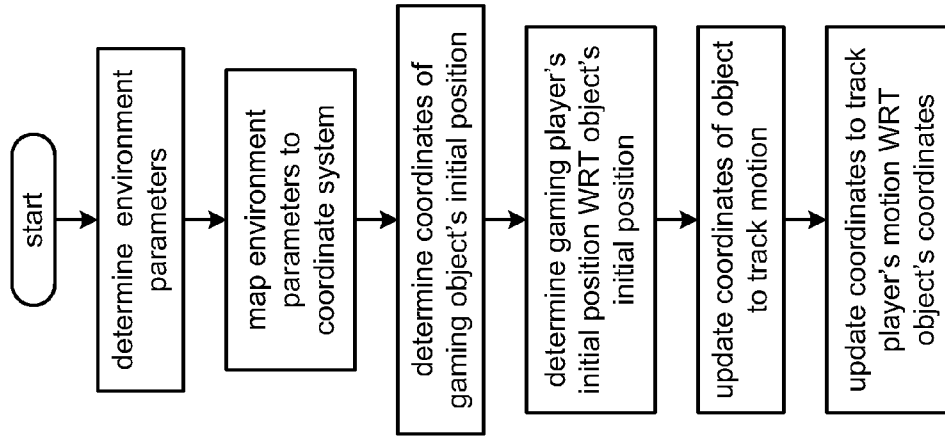 start
determine environment
parameters
map environment
parameters to
coordinate system
determine coordinates of
gaming object's initial position
determine gaming player's
initial position WRT object's
initial position
update coordinates of object
to track motion
update coordinates to track
player's motion WRT
object's coordinates